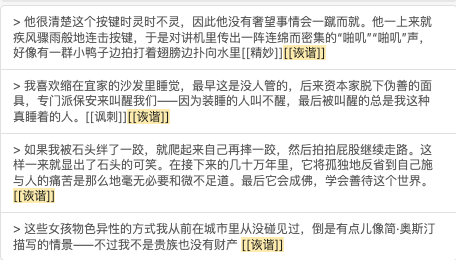 > 他很清楚这个按键时灵时不灵，因此他没有奢望事情会一蹴而就。他一上来就
疾风骤雨般地连击按键，于是对讲机里传出一阵连绵而密集的“啪叽”“啪叽”声，
好像有一群小鸭子边拍打着翅膀边扑向水里[[精妙]][[诙谐]]
> 我喜欢缩在宜家的沙发里睡觉，最早是没人管的，后来资本家脱下伪善的面
具，专门派保安来叫醒我们——因为装睡的人叫不醒，最后被叫醒的总是我这种
真睡着的人。[[讽刺]][[诙谐]]
> 如果我被石头绊了一跤，就爬起来自己再摔一跤，然后拍拍屁股继续走路。这
样一来就显出了石头的可笑。在接下来的几十万年里，它将孤独地反省到自己施
与人的痛苦是那么地毫无必要和微不足道。最后它会成佛，学会善待这个世界。
[[诙谐]]
> 这些女孩物色异性的方式我从前在城市里从没碰见过，倒是有点儿像简·奥斯汀
描写的情景——不过我不是贵族也没有财产 [[诙谐]]